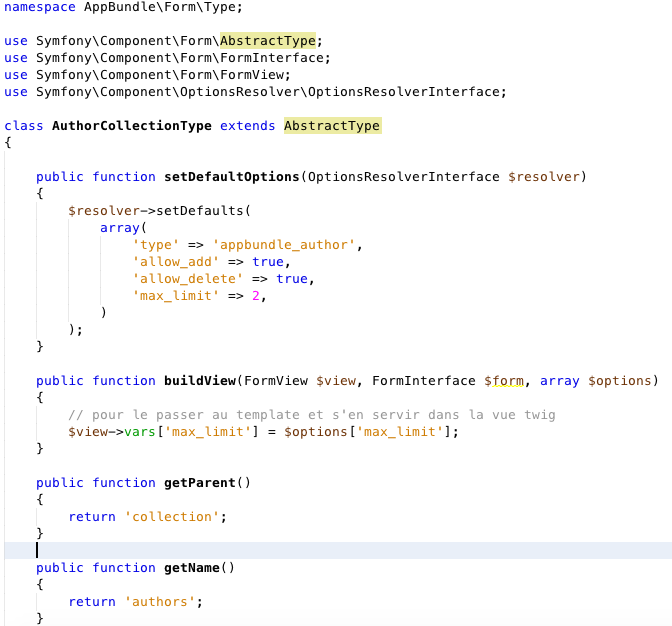 namespace AppBundle\Form\Type;
use Symfony\Component\Form\AbstractType;
use Symfony\Component\Form\FormInterface;
use Symfony\Component\Form\FormView;
use Symfony\Component\OptionsResolver\OptionsResolverInterface;
class AuthorCollectionType extends AbstractType
{
    public function setDefaultOptions(OptionsResolverInterface $resolver)
    {
        $resolver->setDefaults(
            array(
                'type' => 'appbundle_author',
                'allow_add' => true,
                'allow_delete' => true,
                'max_limit' => 2,
            )
        );
    }
    public function buildView(FormView $view, FormInterface $form, array $options)
    {
        // pour le passer au template et s'en servir dans la vue twig
        $view->vars['max_limit'] = $options['max_limit'];
    }
    public function getParent()
    {
        return 'collection';
    }
    public function getName()
    {
        return 'authors';
    }